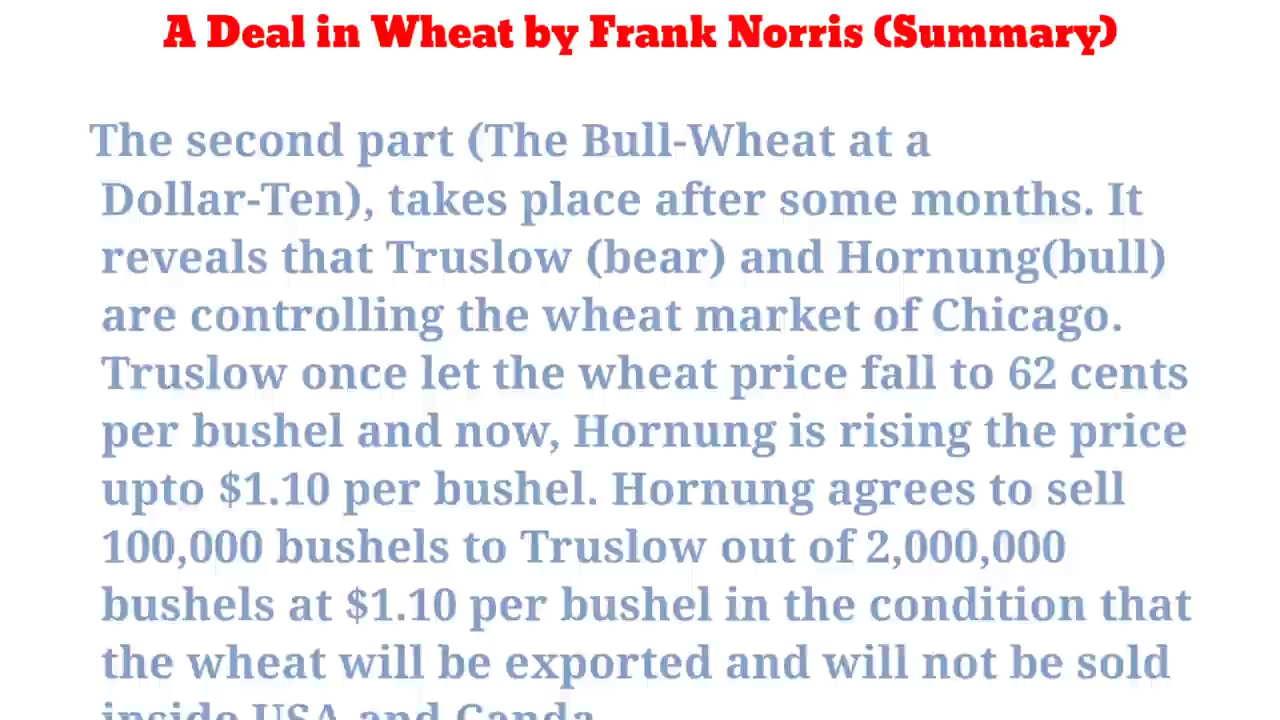 A Deal in Wheat by Frank Norris (Summary)
The second part (The Bull-Wheat at a
Dollar-Ten), takes place after some months. It
reveals that Truslow (bear) and Hornung(bull)
are controlling the wheat market of Chicago.
Truslow once let the wheat price fall to 62 cents
per bushel and now, Hornung is rising the price
upto $1.10 per bushel. Hornung agrees to sell
100,000 bushels to Truslow out of 2,000,000
bushels at $1.10 per bushel in the condition that
the wheat will be exported and will not be sold
inside USA and Canda